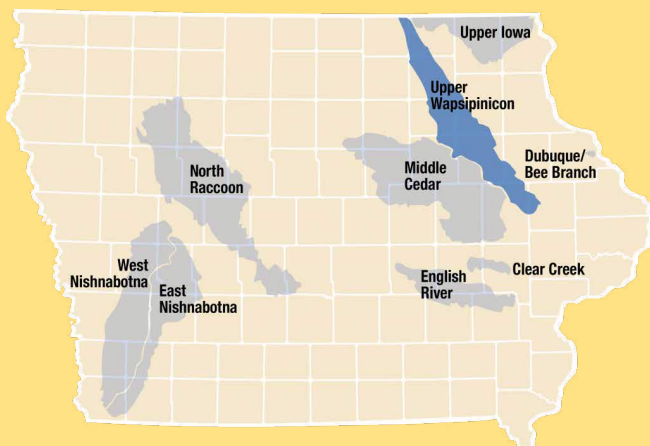 Upper Iowa
Upper
Wapsipinicon
Dubuque/
Bee Branch
North
Raccoon
Middle
Cedar
West
Nishnabotna
East
Nishnabotna
English
River
Clear Creek